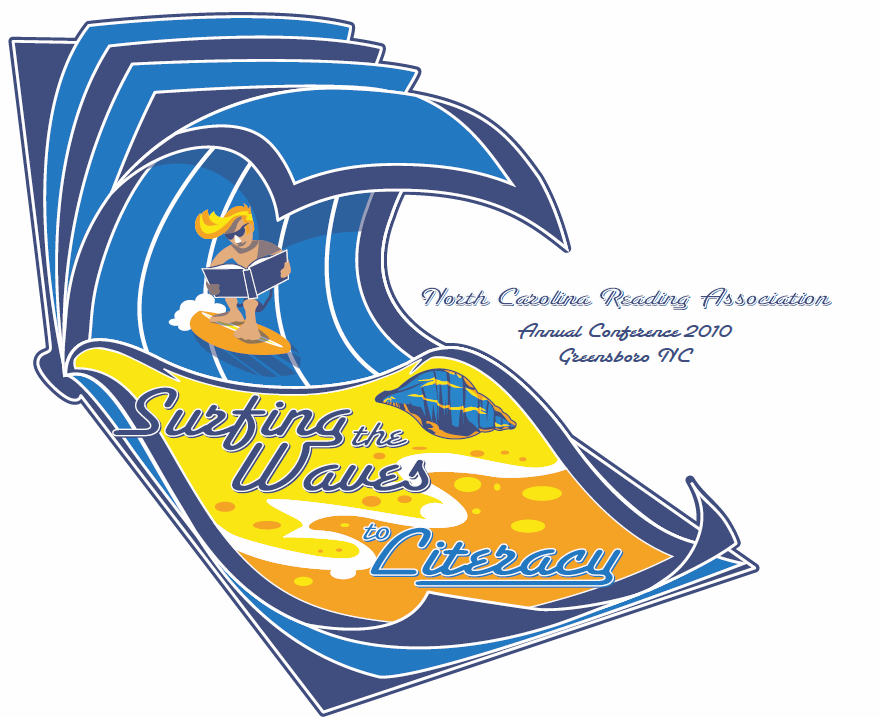 North Carolina Reading Association
Annual Conference 2010
Greensboro NC
Surfing the
Waves
to Literacy